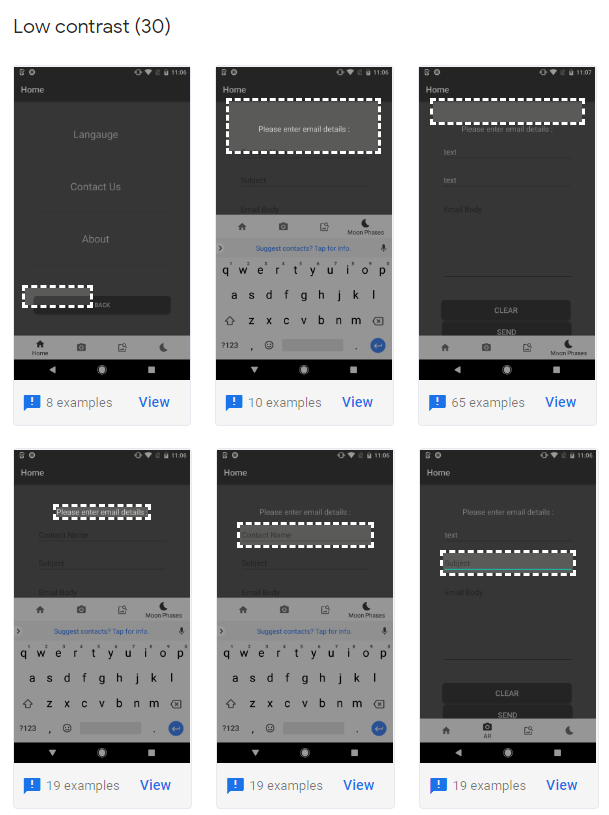 Low contrast (30)
11:06
Home
Langauge
Contact Us
About
BACK
Home
8 examples View
11:06
Home
Please enter email details :
Subject
Email Body
Moon Phases
Suggest contacts? Tap for info.
q w e r t y u i o p
a s d f g h j k l
z x c v b n m
?123 , .
10 examples View
11:07
Home
Please enter email details :
text
text
Email Body
CLEAR
SEND
Moon Phases
65 examples View
11:06
Home
Please enter email details :
Contact Name
Subject
Email Body
Moon Phases
Suggest contacts? Tap for info.
q w e r t y u i o p
a s d f g h j k l
z x c v b n m
?123 , .
19 examples View
11:06
Home
Please enter email details :
Contact Name
Subject
Email Body
Moon Phases
Suggest contacts? Tap for info.
q w e r t y u i o p
a s d f g h j k l
z x c v b n m
?123 , .
19 examples View
11:06
Home
Please enter email details :
text
Subject
Email Body
CLEAR
SEND
AR
19 examples View